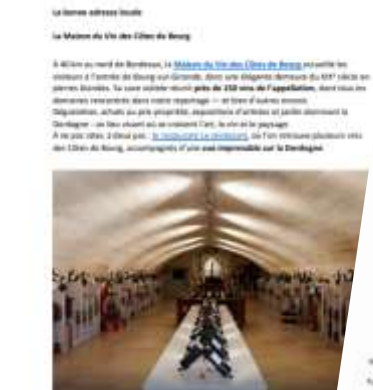 La bonne adresse locale
La Maison du Vin des Côtes de Bourg
À 40 km au nord de Bordeaux, la Maison du Vin des Côtes de Bourg accueille les
visiteurs à l'entrée de Bourg-sur-Gironde, dans une élégante demeure du XIXe siècle en
pierres blondes. Sa cave voûtée réunit près de 250 vins de l'appellation, dont tous les
domaines rencontrés dans notre reportage — et bien d'autres encore.
Dégustation, achats au prix propriété, expositions d'artistes et jardin dominant la
Dordogne : un lieu vivant où se croisent l'art, le vin et le paysage.
À ne pas rater, à deux pas : le restaurant où l'on retrouve plusieurs vins
des Côtes de Bourg, accompagnés d'une vue imprenable sur la Dordogne